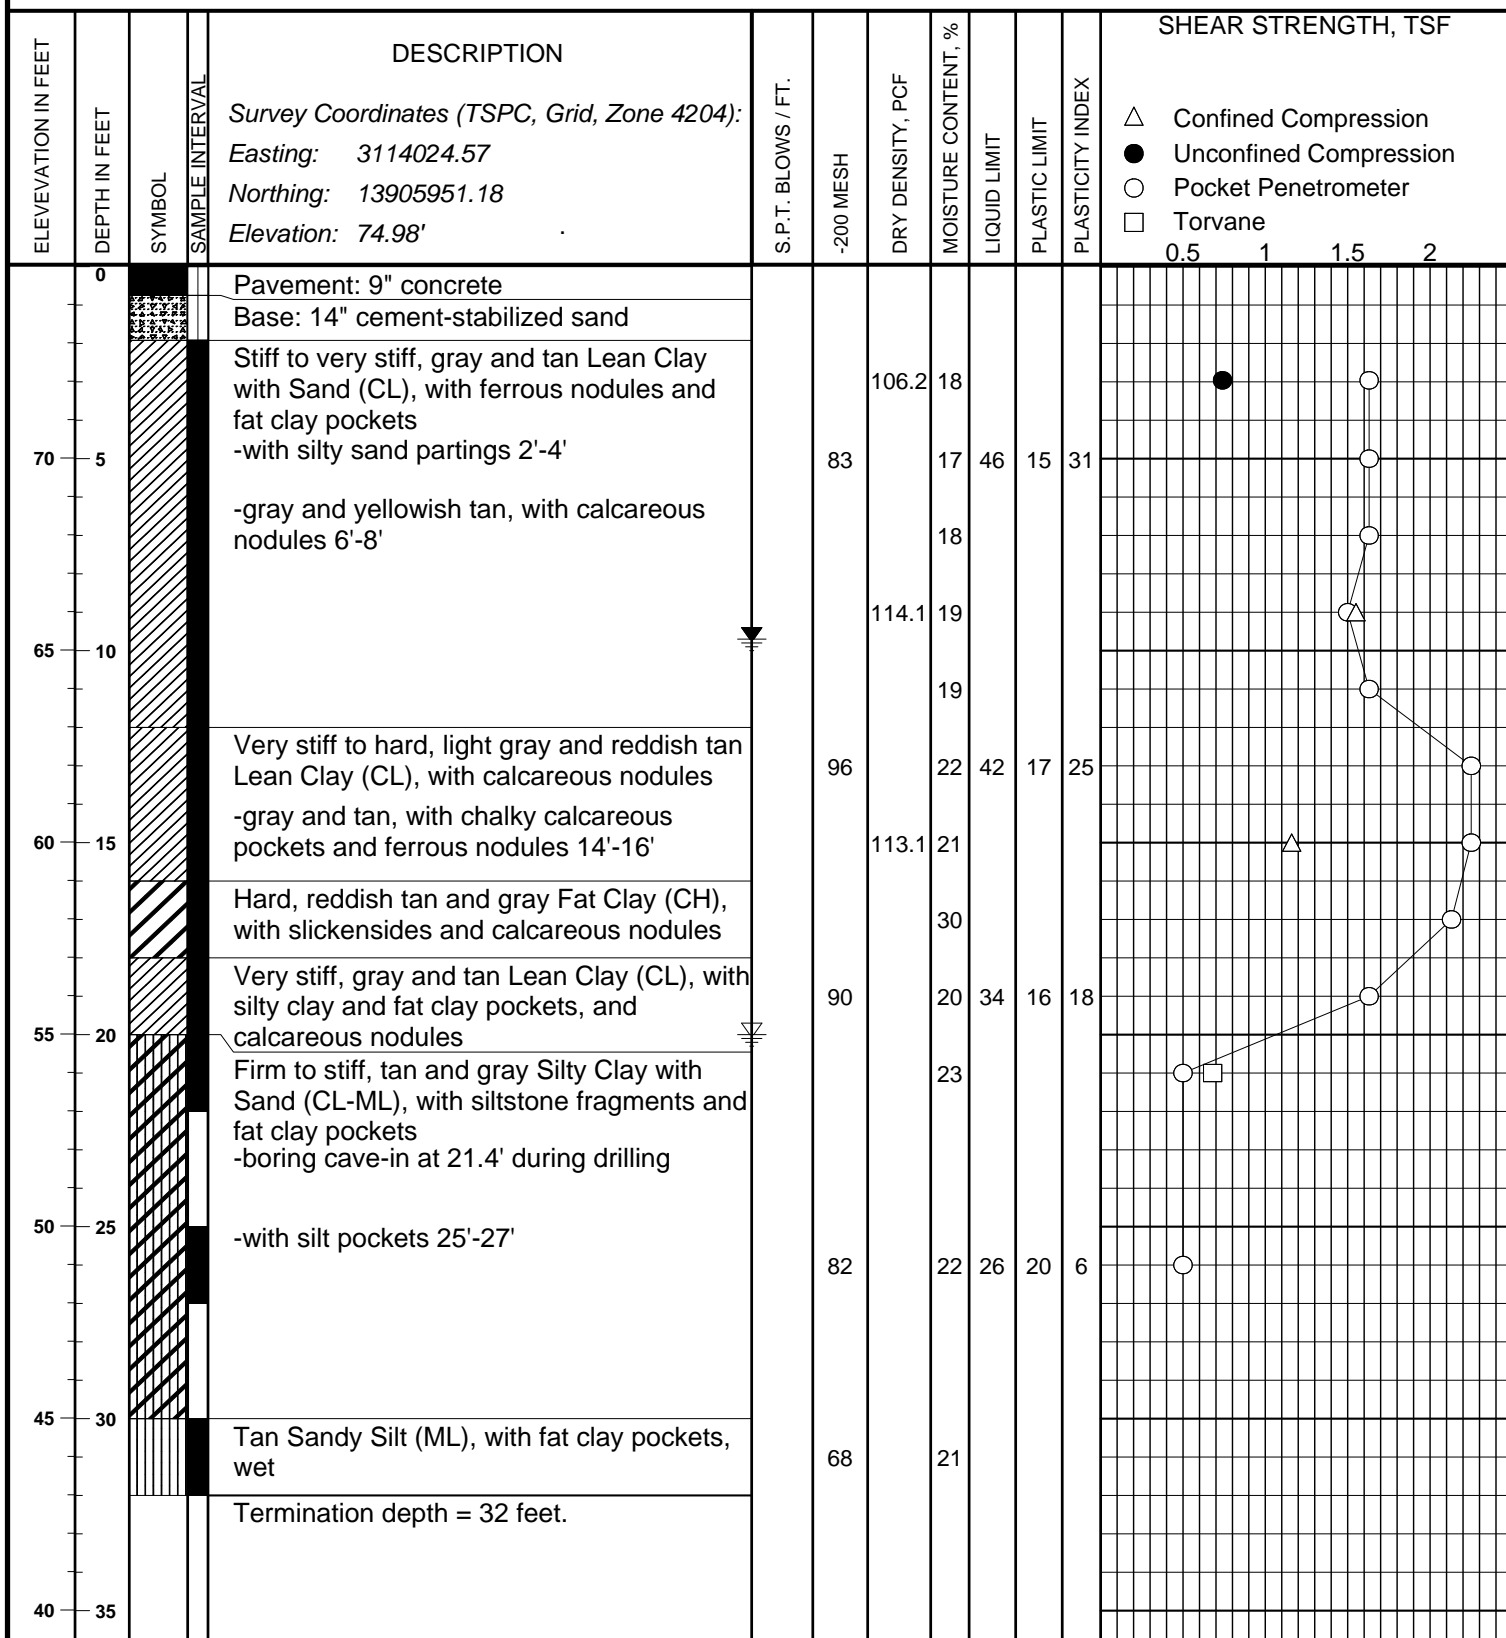 ELEVEVATION IN FEET
DEPTH IN FEET
SYMBOL
SAMPLE INTERVAL
DESCRIPTION
Survey Coordinates (TSPC, Grid, Zone 4204):
Easting: 3114024.57
Northing: 13905951.18
Elevation: 74.98' .
S.P.T. BLOWS / FT.
-200 MESH
DRY DENSITY, PCF
MOISTURE CONTENT, %
LIQUID LIMIT
PLASTIC LIMIT
PLASTICITY INDEX
SHEAR STRENGTH, TSF
Confined Compression
Unconfined Compression
Pocket Penetrometer
Torvane
0.5 1 1.5 2
0
Pavement: 9" concrete
Base: 14" cement-stabilized sand
Stiff to very stiff, gray and tan Lean Clay
with Sand (CL), with ferrous nodules and
106.2 18
fat clay pockets
-with silty sand partings 2'-4'
70 5 83 17 46 15 31
-gray and yellowish tan, with calcareous
nodules 6'-8'
18
114.1 19
65 10
19
Very stiff to hard, light gray and reddish tan
Lean Clay (CL), with calcareous nodules
96 22 42 17 25
-gray and tan, with chalky calcareous
pockets and ferrous nodules 14'-16'
60 15 113.1 21
Hard, reddish tan and gray Fat Clay (CH),
with slickensides and calcareous nodules
30
Very stiff, gray and tan Lean Clay (CL), with
silty clay and fat clay pockets, and
90 20 34 16 18
calcareous nodules
55 20
Firm to stiff, tan and gray Silty Clay with
23
Sand (CL-ML), with siltstone fragments and
fat clay pockets
-boring cave-in at 21.4' during drilling
50 25
-with silt pockets 25'-27'
82 22 26 20 6
45 30
Tan Sandy Silt (ML), with fat clay pockets,
wet
68 21
Termination depth = 32 feet.
40 35